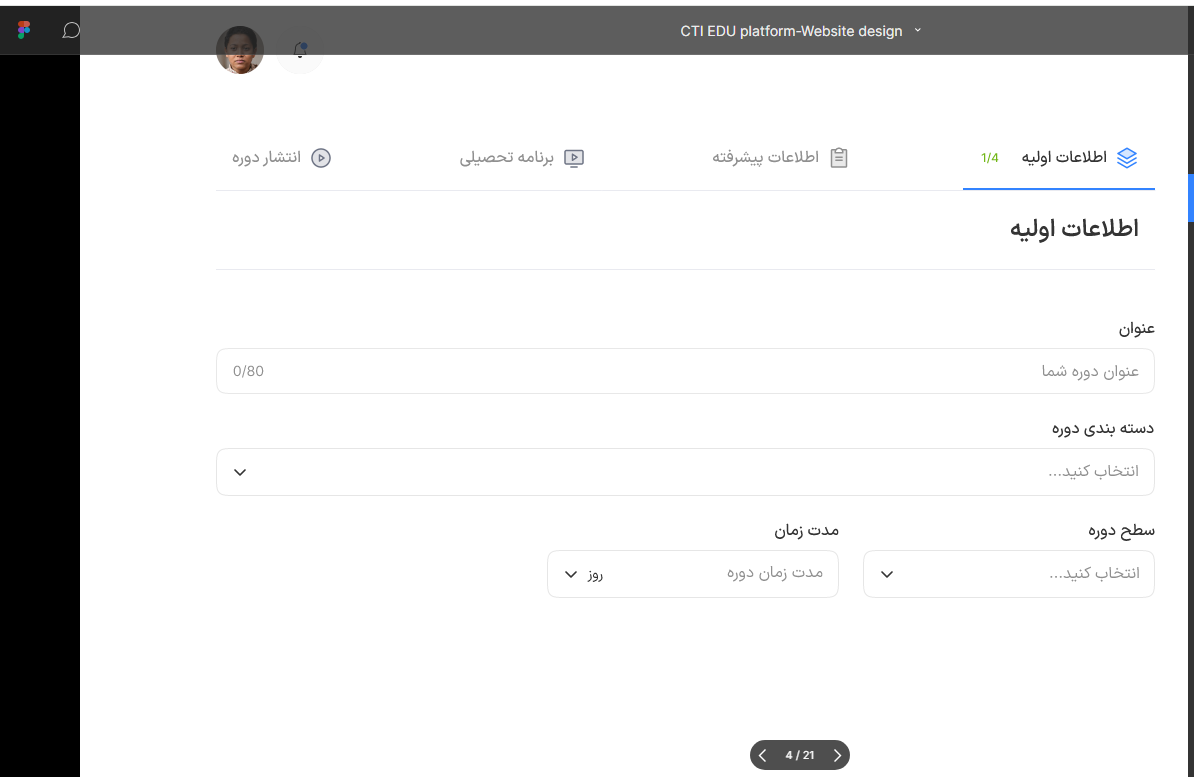 CTI EDU platform-Website design
اطلاعات اولیه 1/4
اطلاعات پیشرفته
برنامه تحصیلی
انتشار دوره
اطلاعات اولیه
عنوان
عنوان دوره شما 0/80
دسته بندی دوره
انتخاب کنید...
سطح دوره
مدت زمان
انتخاب کنید...
مدت زمان دوره روز
4 / 21